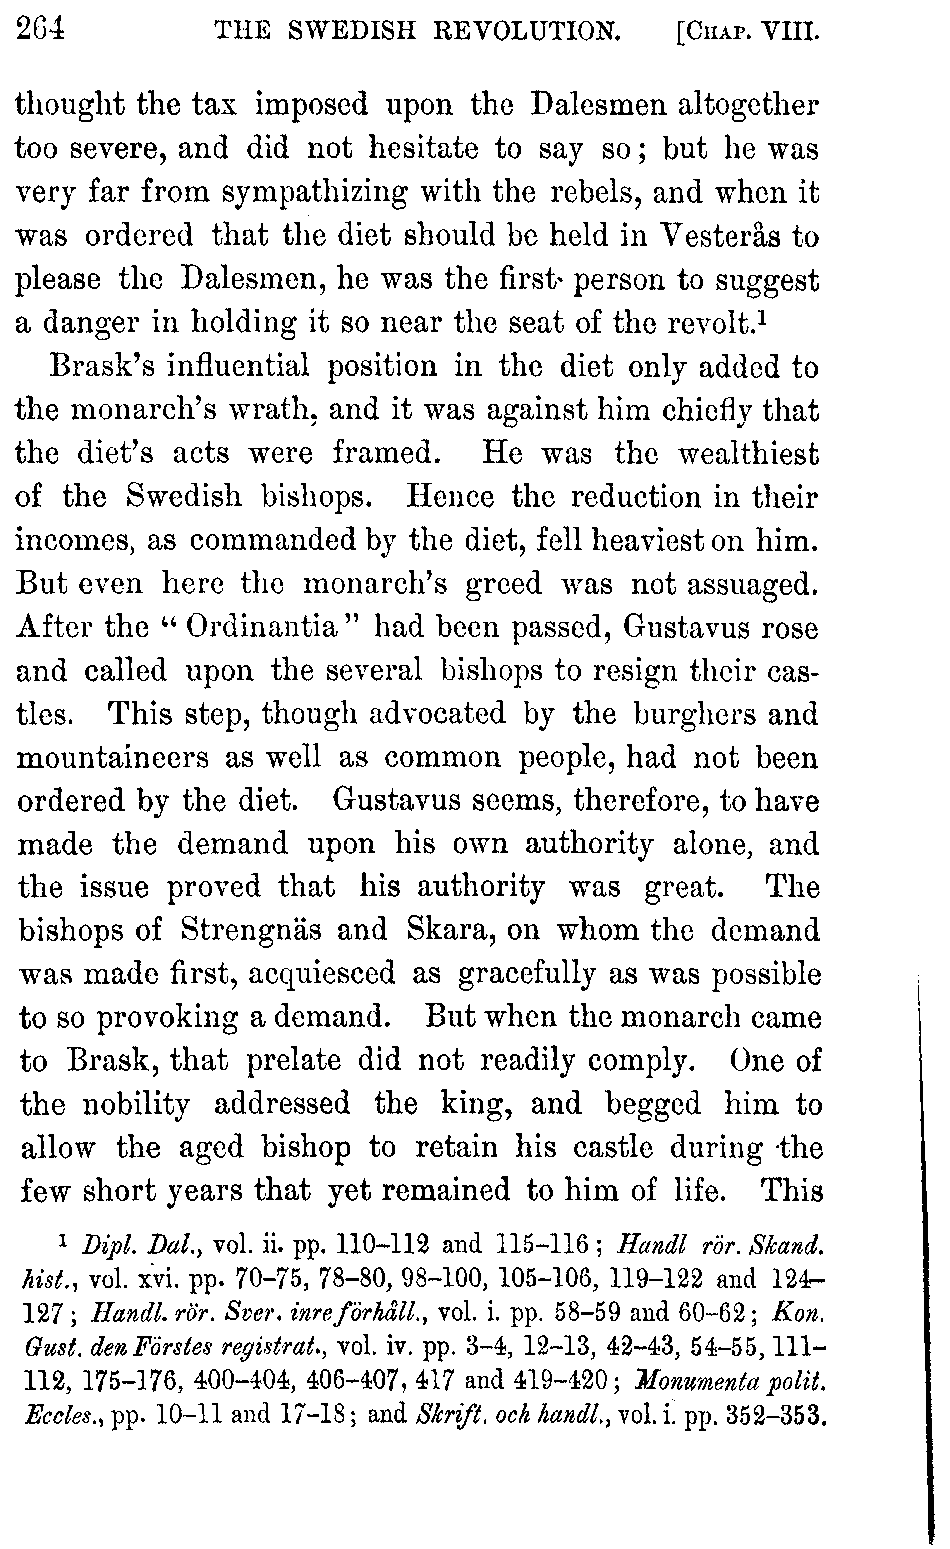 264 THE SWEDISH REVOLUTION. [CHAP. VIII.
thought the tax imposed upon the Dalesmen altogether
too severe, and did not hesitate to say so; but he was
very far from sympathizing with the rebels, and when it
was ordered that the diet should be held in Vesterås to
please the Dalesmen, he was the first person to suggest
a danger in holding it so near the seat of the revolt.¹
Brask's influential position in the diet only added to
the monarch's wrath, and it was against him chiefly that
the diet's acts were framed. He was the wealthiest
of the Swedish bishops. Hence the reduction in their
incomes, as commanded by the diet, fell heaviest on him.
But even here the monarch's greed was not assuaged.
After the "Ordinantia" had been passed, Gustavus rose
and called upon the several bishops to resign their cas-
tles. This step, though advocated by the burghers and
mountaineers as well as common people, had not been
ordered by the diet. Gustavus seems, therefore, to have
made the demand upon his own authority alone, and
the issue proved that his authority was great. The
bishops of Strengnäs and Skara, on whom the demand
was made first, acquiesced as gracefully as was possible
to so provoking a demand. But when the monarch came
to Brask, that prelate did not readily comply. One of
the nobility addressed the king, and begged him to
allow the aged bishop to retain his castle during the
few short years that yet remained to him of life. This
¹ Dipl. Dal., vol. ii. pp. 110–112 and 115–116; Handl rör. Skand.
hist., vol. xvi. pp. 70–75, 78–80, 98–100, 105–106, 119–122 and 124–
127; Handl. rör. Sver. inre förhåll., vol. i. pp. 58–59 and 60–62; Kon.
Gust. den Förstes registrat., vol. iv. pp. 3–4, 12–13, 42–43, 54–55, 111–
112, 175–176, 400–404, 406–407, 417 and 419–420; Monumenta polit.
Eccles., pp. 10–11 and 17–18; and Skrift. och handl., vol. i. pp. 352–353.